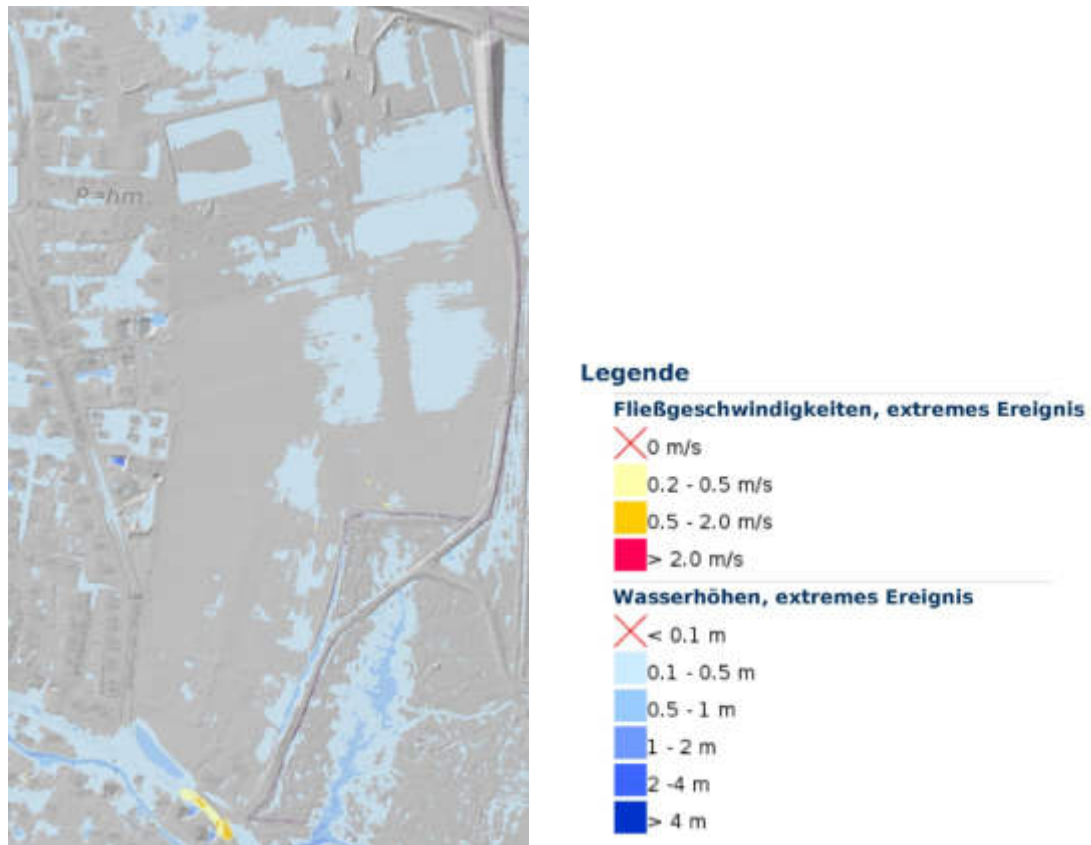 Rahm
Legende
Fließgeschwindigkeiten, extremes Ereignis
0 m/s
0.2 - 0.5 m/s
0.5 - 2.0 m/s
> 2.0 m/s
Wasserhöhen, extremes Ereignis
< 0.1 m
0.1 - 0.5 m
0.5 - 1 m
1 - 2 m
2 -4 m
> 4 m